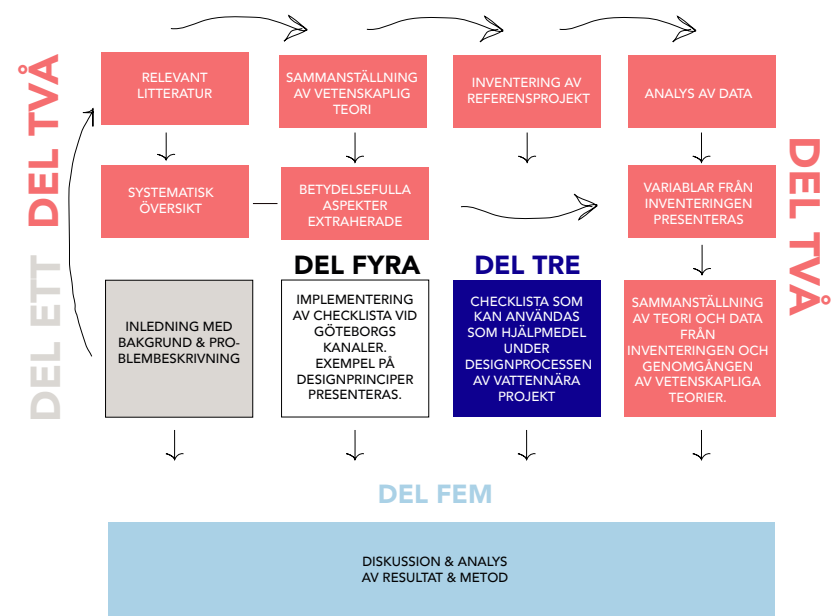 DEL TVÅ
DEL ETT
RELEVANT
LITTERATUR
SAMMANSTÄLLNING
AV VETENSKAPLIG
TEORI
INVENTERING AV
REFERENSPROJEKT
ANALYS AV DATA
SYSTEMATISK
ÖVERSIKT
BETYDELSEFULLA
ASPEKTER
EXTRAHERADE
VARIABLAR FRÅN
INVENTERINGEN
PRESENTERAS
DEL TVÅ
INLEDNING MED
BAKGRUND & PRO-
BLEMBESKRIVNING
DEL FYRA
IMPLEMENTERING
AV CHECKLISTA VID
GÖTEBORGS
KANALER.
EXEMPEL PÅ
DESIGNPRINCIPER
PRESENTERAS.
DEL TRE
CHECKLISTA SOM
KAN ANVÄNDAS
SOM HJÄLPMEDEL
UNDER
DESIGNPROCESSEN
AV VATTENNÄRA
PROJEKT
SAMMANSTÄLLNING
AV TEORI OCH DATA
FRÅN
INVENTERINGEN OCH
GENOMGÅNGEN
AV VETENSKAPLIGA
TEORIER.
DEL FEM
DISKUSSION & ANALYS
AV RESULTAT & METOD